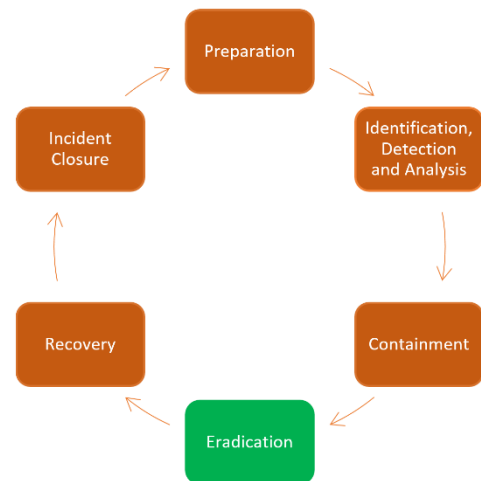 Preparation
Identification,
Detection
and Analysis
Containment
Eradication
Recovery
Incident
Closure